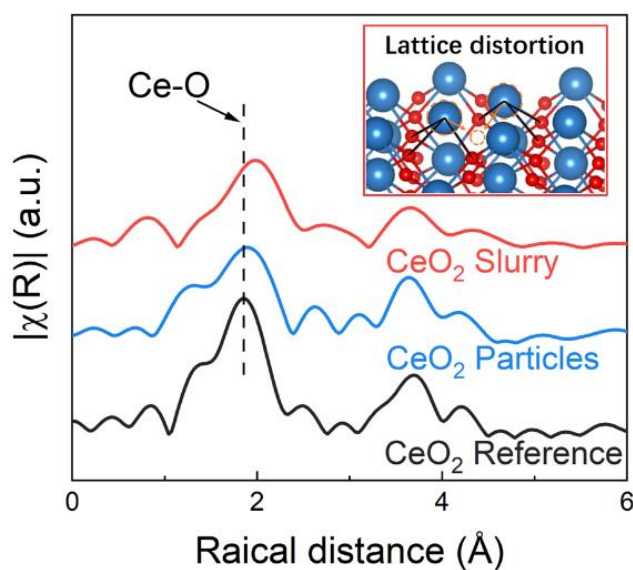 Lattice distortion
Ce-O
CeO₂ Slurry
CeO₂ Particles
CeO₂ Reference
|χ(R)| (a.u.)
0 2 4 6
Raical distance (Å)